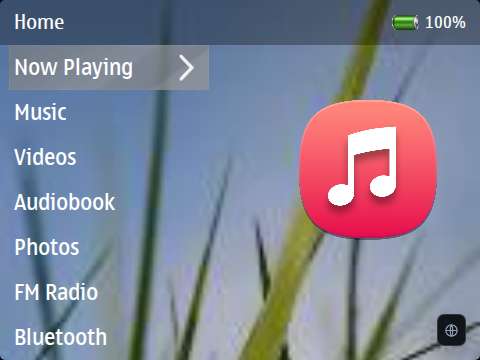 Home
100%
Now Playing
Music
Videos
Audiobook
Photos
FM Radio
Bluetooth